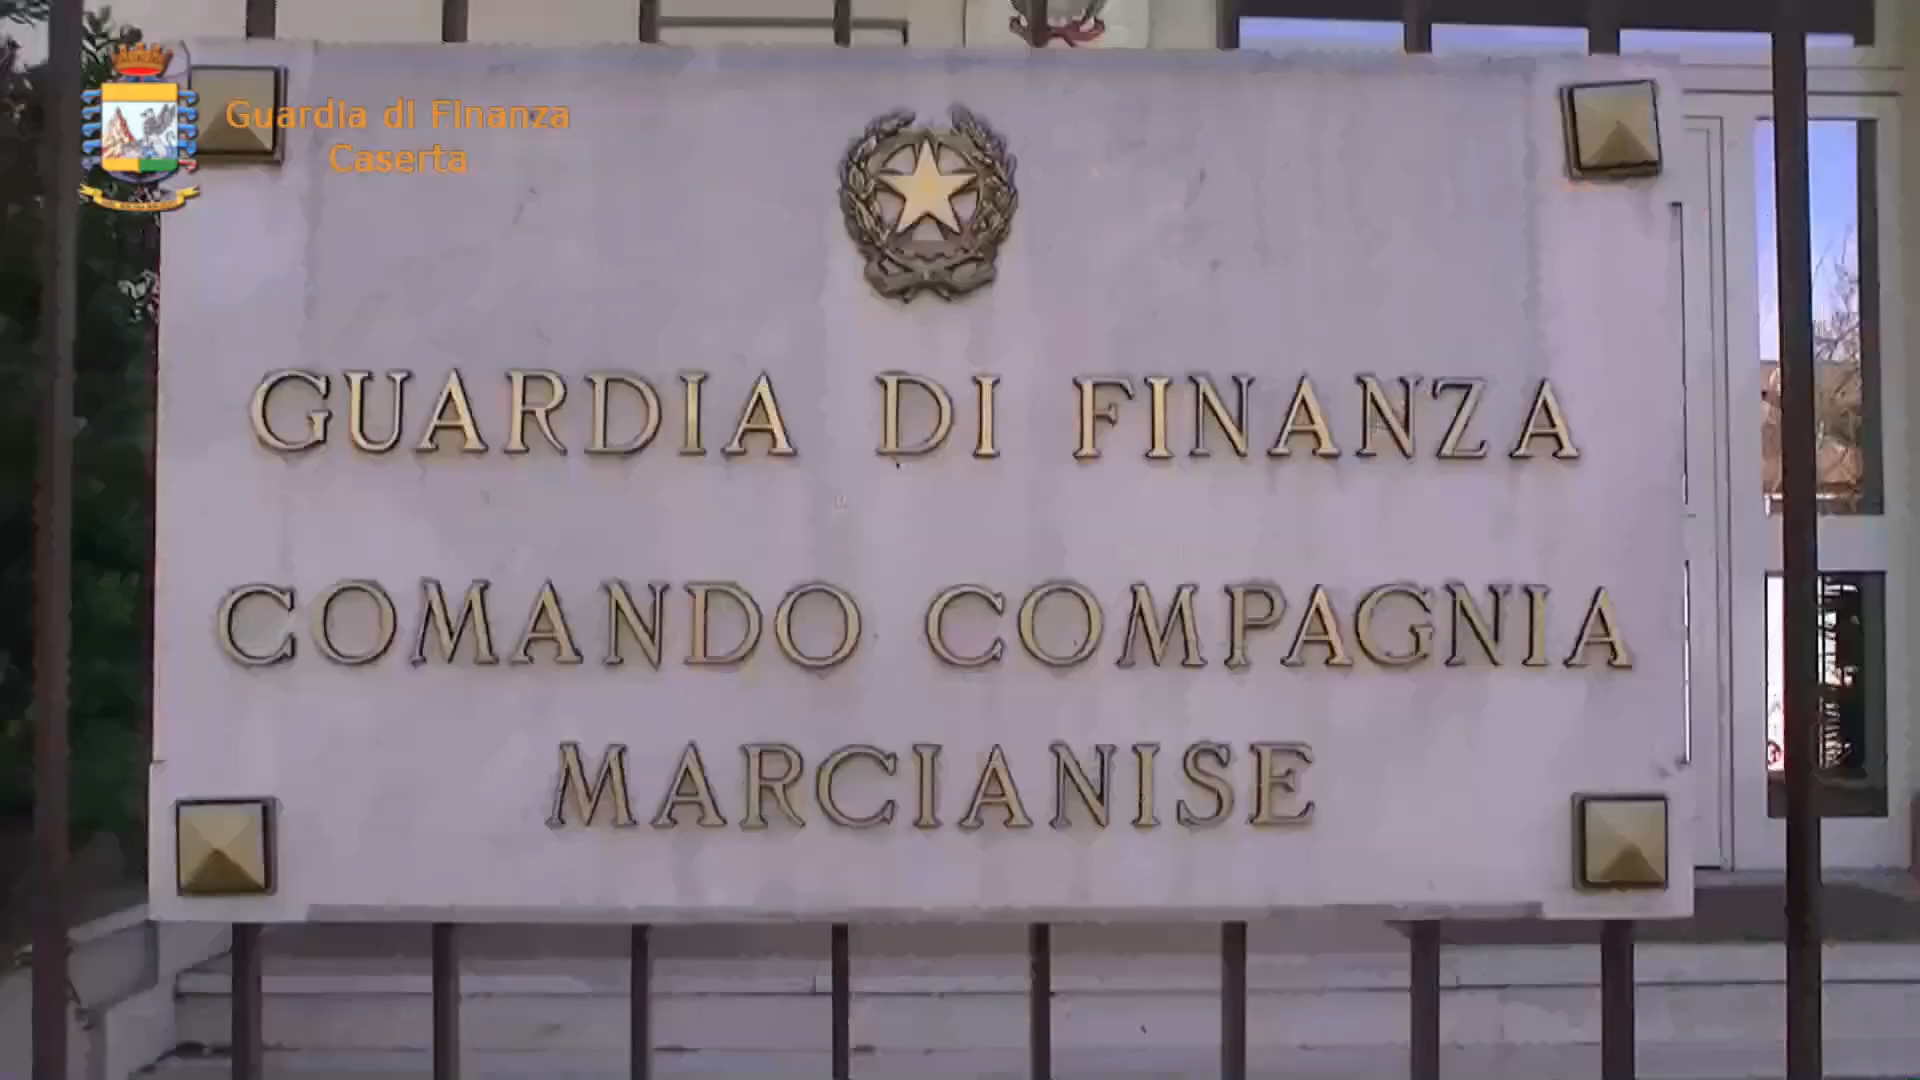 Guardia di Finanza
Caserta
GUARDIA DI FINANZA
COMANDO COMPAGNIA
MARCIANISE